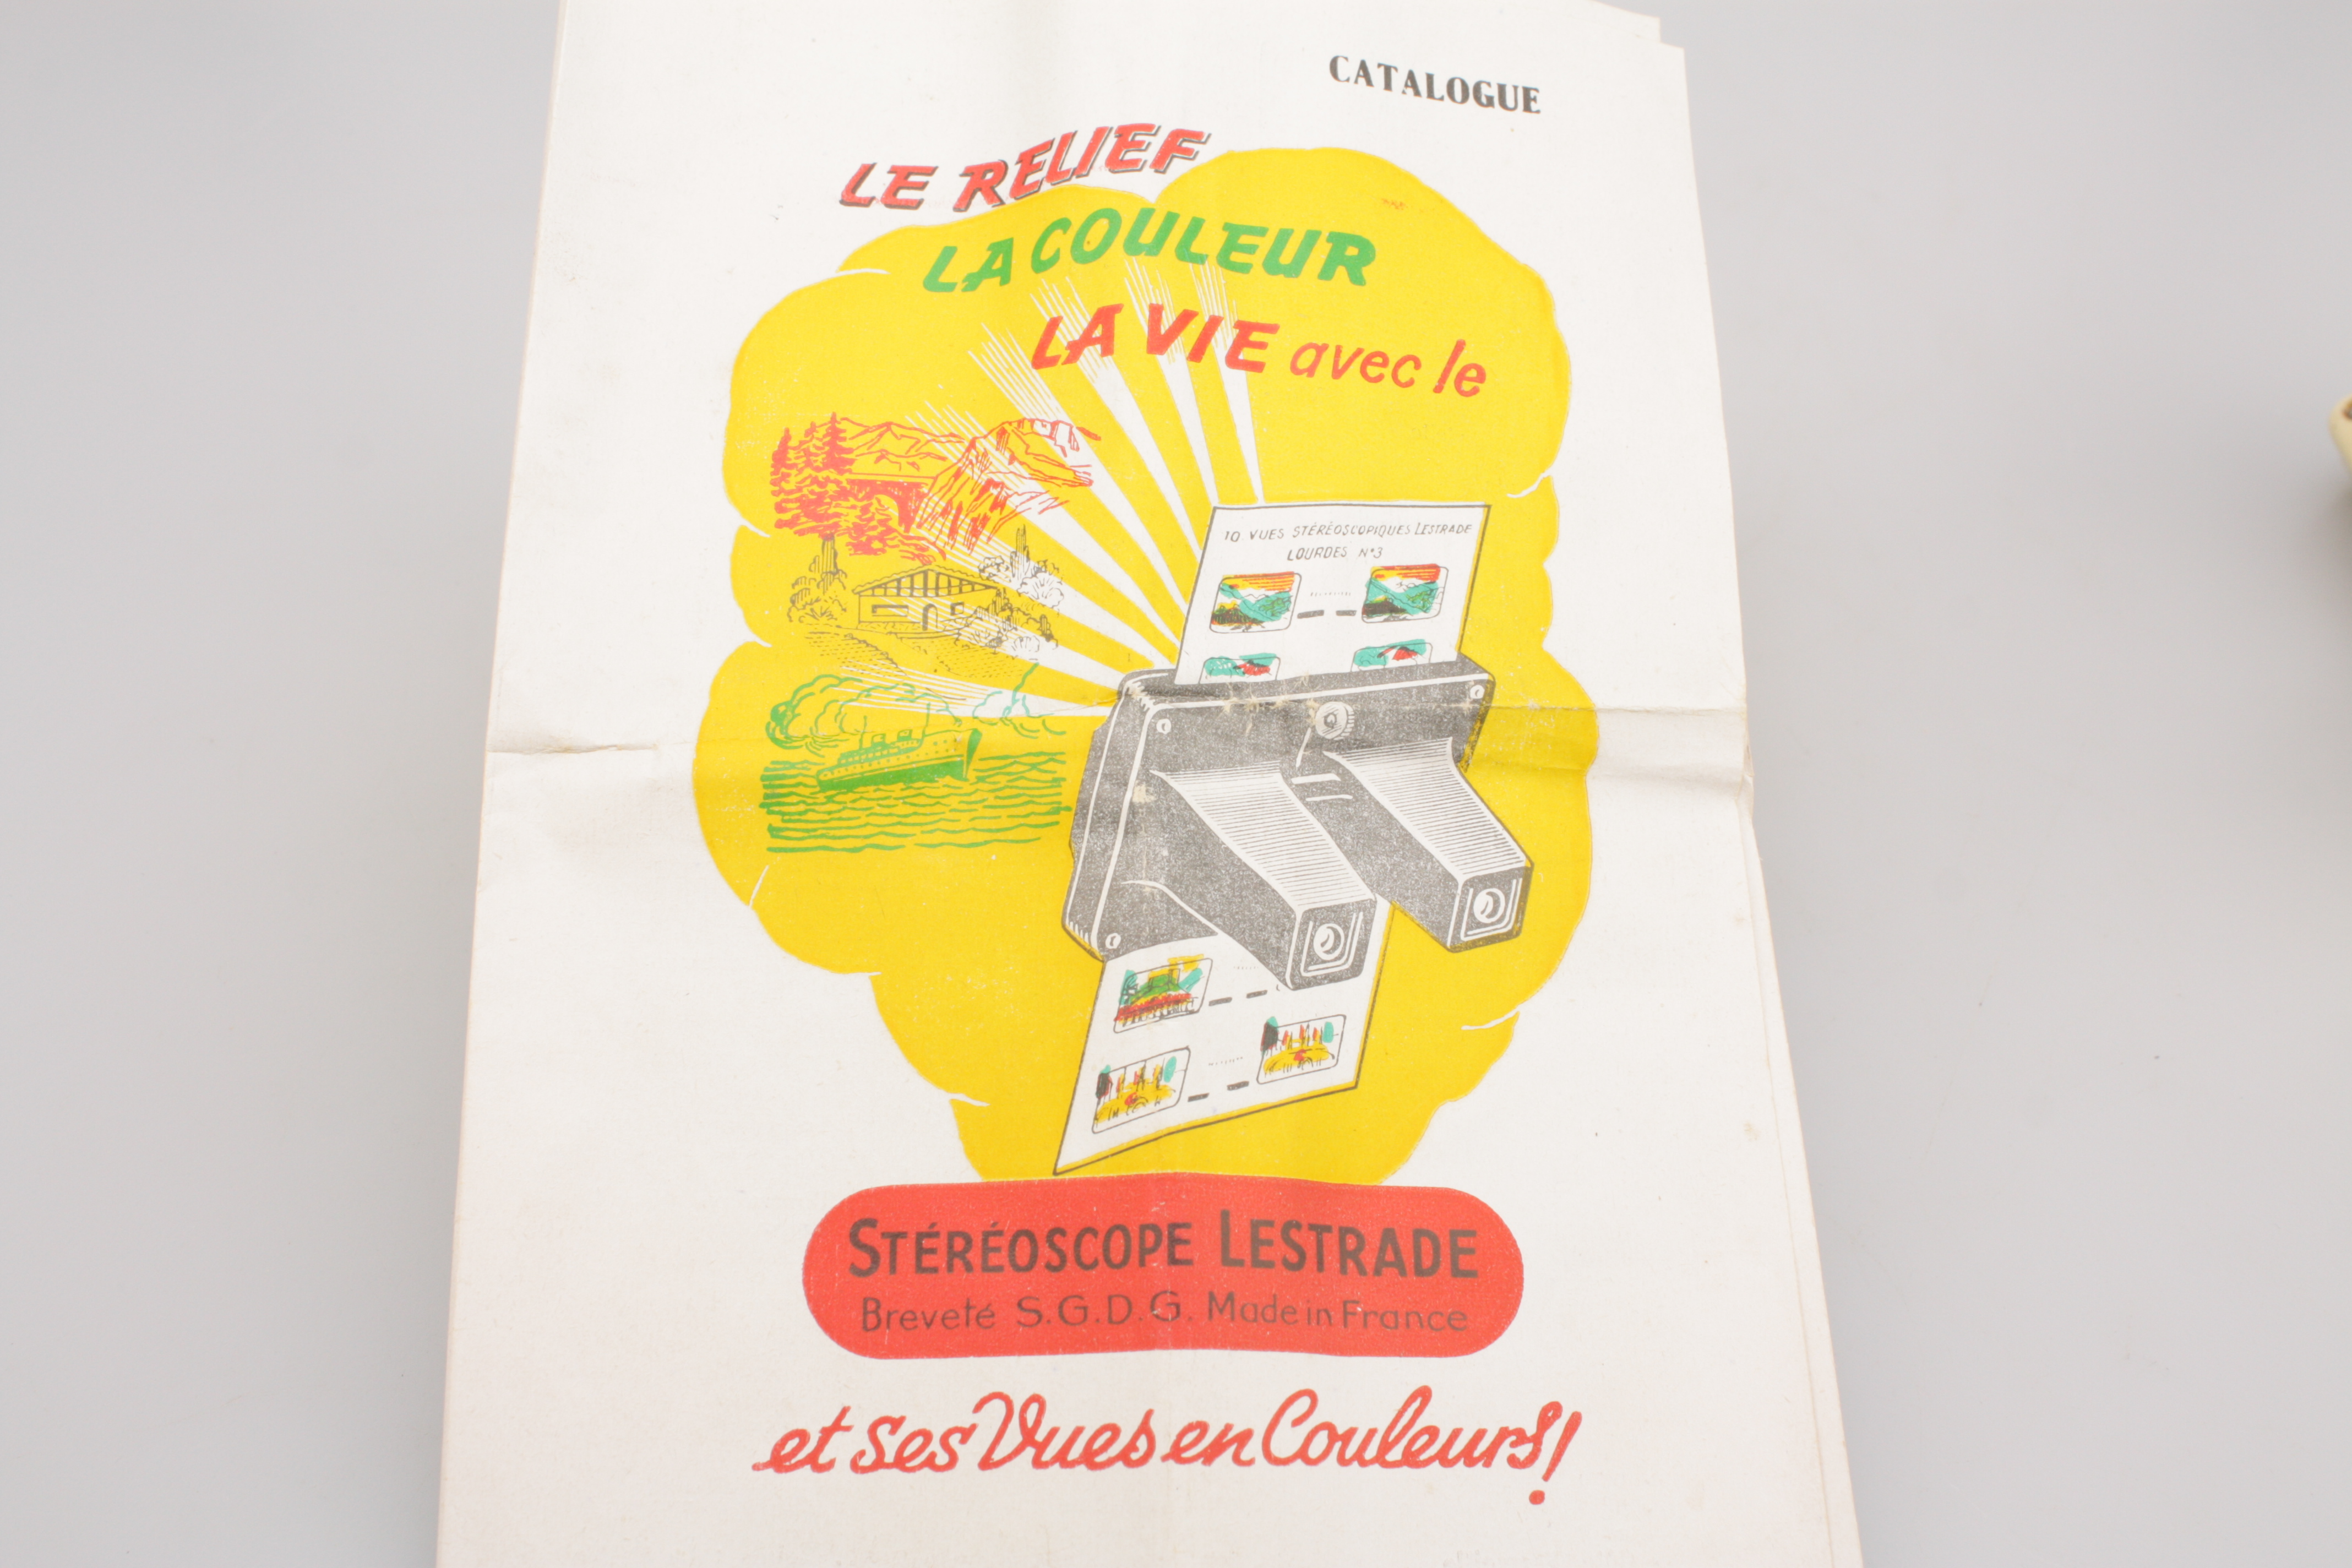 CATALOGUE
LE RELIEF
LA COULEUR
LA VIE avec le
10 VUES STÉRÉOSCOPIQUES LESTRADE
LOURDES N°3
STÉRÉOSCOPE LESTRADE
Breveté S.G.D.G. Made in France
et ses Vues en Couleurs!